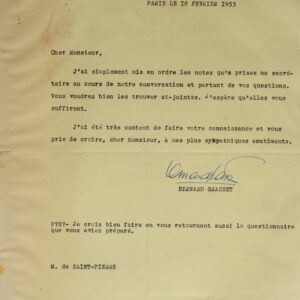 PARIS LE 18 FEVRIER 1953
Cher Monsieur,
J'ai simplement mis en ordre les notes qu'a prises ma secré-
taire au cours de notre conversation et partant de vos questions.
Vous voudrez bien les trouver ci-jointes. J'espère qu'elles vous
suffiront.
J'ai été très content de faire votre connaissance et vous
prie de croire, cher Monsieur, à mes plus sympathiques sentiments.
BERNARD GRASSET
Je crois bien faire en vous retournant aussi le questionnaire
que vous aviez préparé.
M. de SAINT-PIERRE